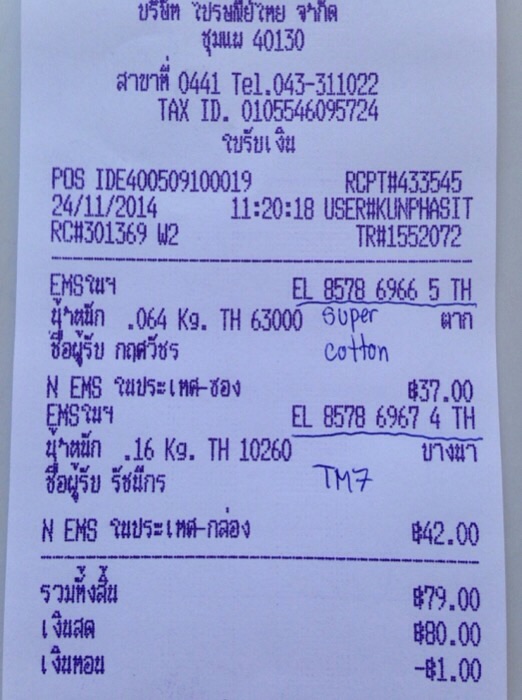 บริษัท ไปรษณีย์ไทย จำกัด
ชุมแพ 40130
สาขาที่ 0441 Tel.043-311022
TAX ID. 0105546095724
ใบรับเงิน
POS IDE400509100019 RCPT#433545
24/11/2014 11:20:18 USER#KUNPHASIT
RC#301369 W2 TR#1552072
EMSในฯ EL 8578 6966 5 TH
น้ำหนัก .064 Kg. TH 63000 super ตาก
ชื่อผู้รับ กฤศวัชร cotton
N EMS ในประเทศ-ซอง ฿37.00
EMSในฯ EL 8578 6967 4 TH
น้ำหนัก .16 Kg. TH 10260 บางนา
ชื่อผู้รับ รัชนีกร TM7
N EMS ในประเทศ-กล่อง ฿42.00
รวมทั้งสิ้น ฿79.00
เงินสด ฿80.00
เงินทอน -฿1.00